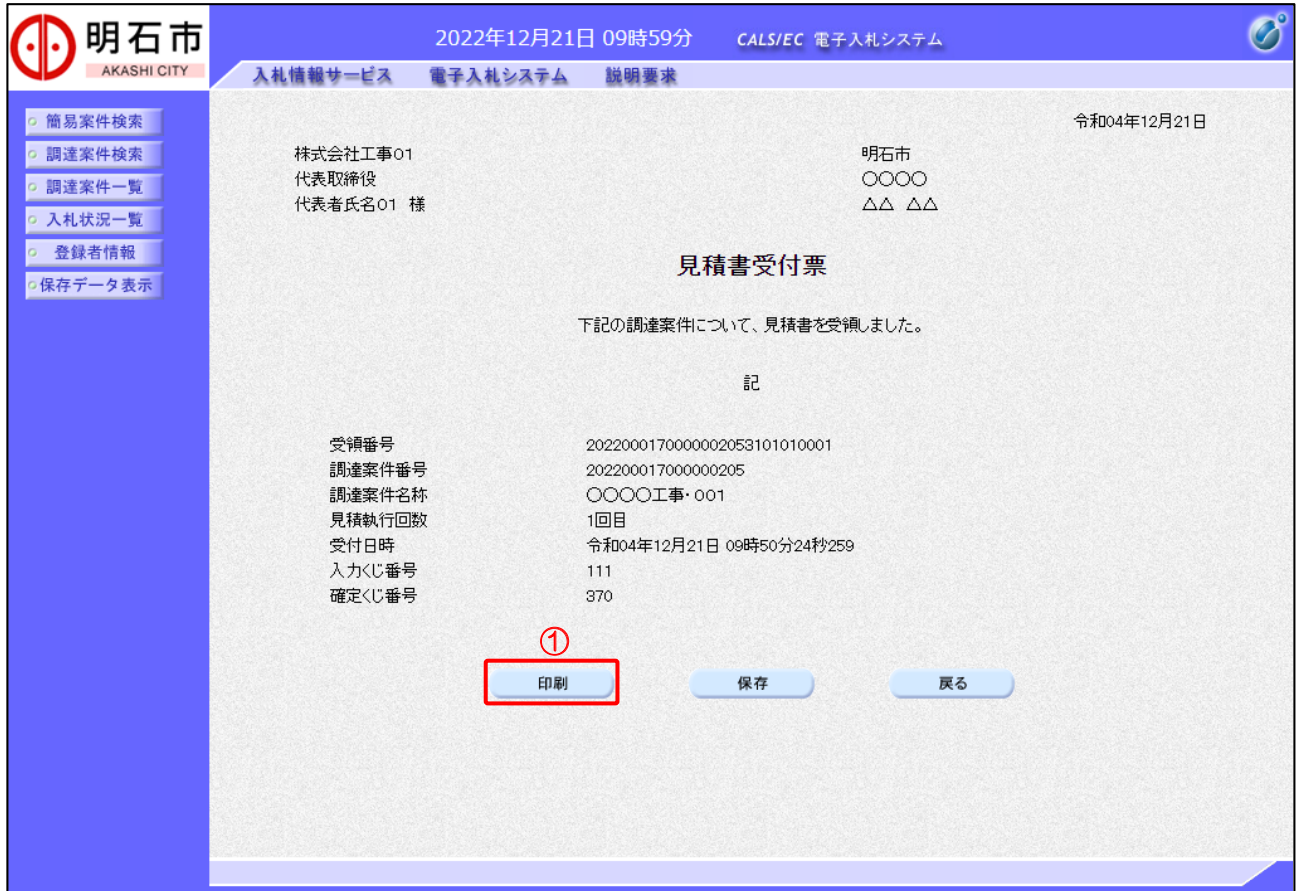 明石市
AKASHI CITY
2022年12月21日 09時59分 CALS/EC 電子入札システム
入札情報サービス 電子入札システム 説明要求
簡易案件検索
調達案件検索
調達案件一覧
入札状況一覧
登録者情報
保存データ表示
令和04年12月21日
株式会社工事01 明石市
代表取締役 〇〇〇〇
代表者氏名01 様 △△ △△
見積書受付票
下記の調達案件について、見積書を受領しました。
記
受領番号 2022000170000002053101010001
調達案件番号 202200017000000205
調達案件名称 〇〇〇〇工事・001
見積執行回数 1回目
受付日時 令和04年12月21日 09時50分24秒259
入力くじ番号 111
確定くじ番号 370
①
印刷 保存 戻る